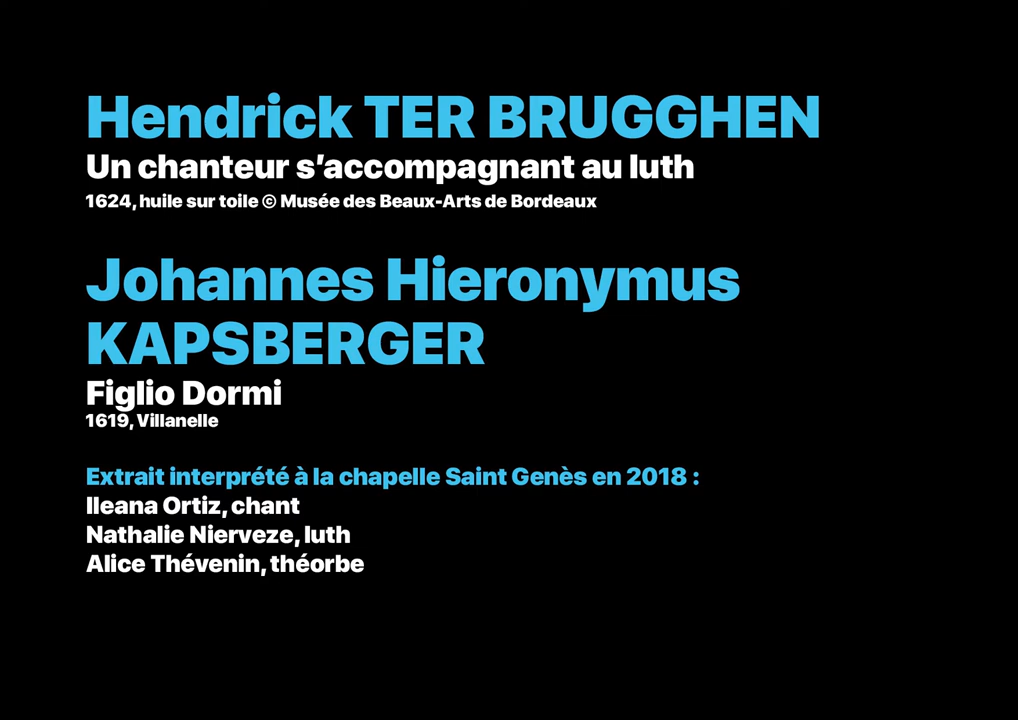 Hendrick TER BRUGGHEN
Un chanteur s’accompagnant au luth
1624, huile sur toile © Musée des Beaux-Arts de Bordeaux
Johannes Hieronymus
KAPSBERGER
Figlio Dormi
1619, Villanelle
Extrait interprété à la chapelle Saint Genès en 2018 :
Ileana Ortiz, chant
Nathalie Nierveze, luth
Alice Thévenin, théorbe